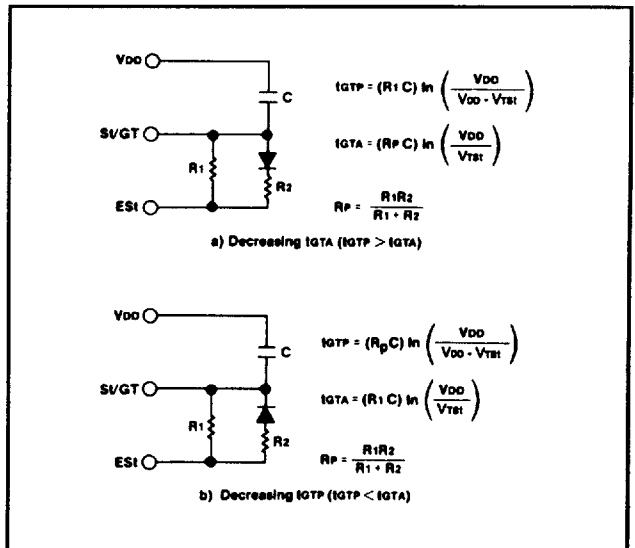 VDD
C
St/GT
R1
R2
ESt
tGTP = (R1 C) ln ( VDD / VDD - VTSt )
tGTA = (RP C) ln ( VDD / VTSt )
RP = R1R2 / R1 + R2
a) Decreasing tGTA (tGTP > tGTA)
VDD
C
St/GT
R1
R2
ESt
tGTP = (RpC) ln ( VDD / VDD - VTSt )
tGTA = (R1 C) ln ( VDD / VTSt )
RP = R1R2 / R1 + R2
b) Decreasing tGTP (tGTP < tGTA)